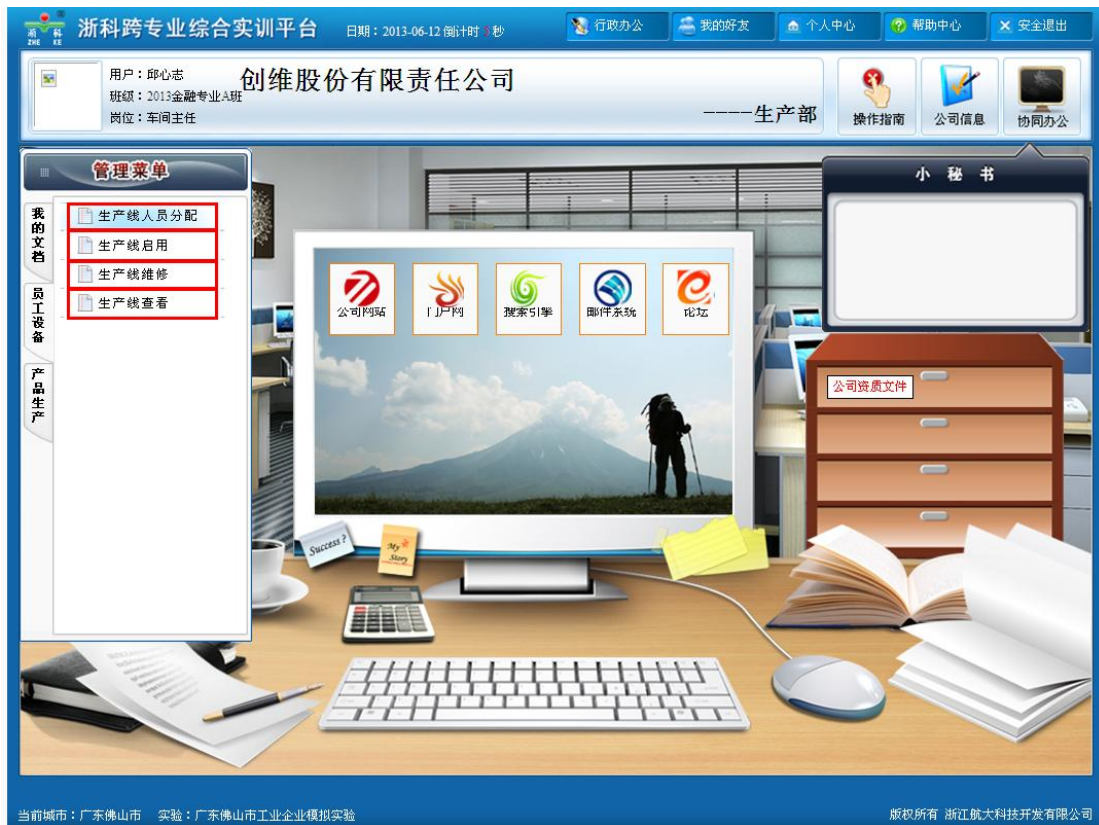 浙科 ZHE KE
浙科跨专业综合实训平台
日期：2013-06-12 倒计时
秒
行政办公
我的好友
个人中心
帮助中心
安全退出
用户：邱心志
班级：2013金融专业A班
岗位：车间主任
创维股份有限责任公司
----生产部
操作指南
公司信息
协同办公
管理菜单
我的文档
员工设备
产品生产
生产线人员分配
生产线启用
生产线维修
生产线查看
公司网站
门户网
搜索引擎
邮件系统
论坛
小秘书
公司资质文件
Success?
My
Story
当前城市：广东佛山市 实验：广东佛山市工业企业模拟实验
版权所有 浙江航大科技开发有限公司